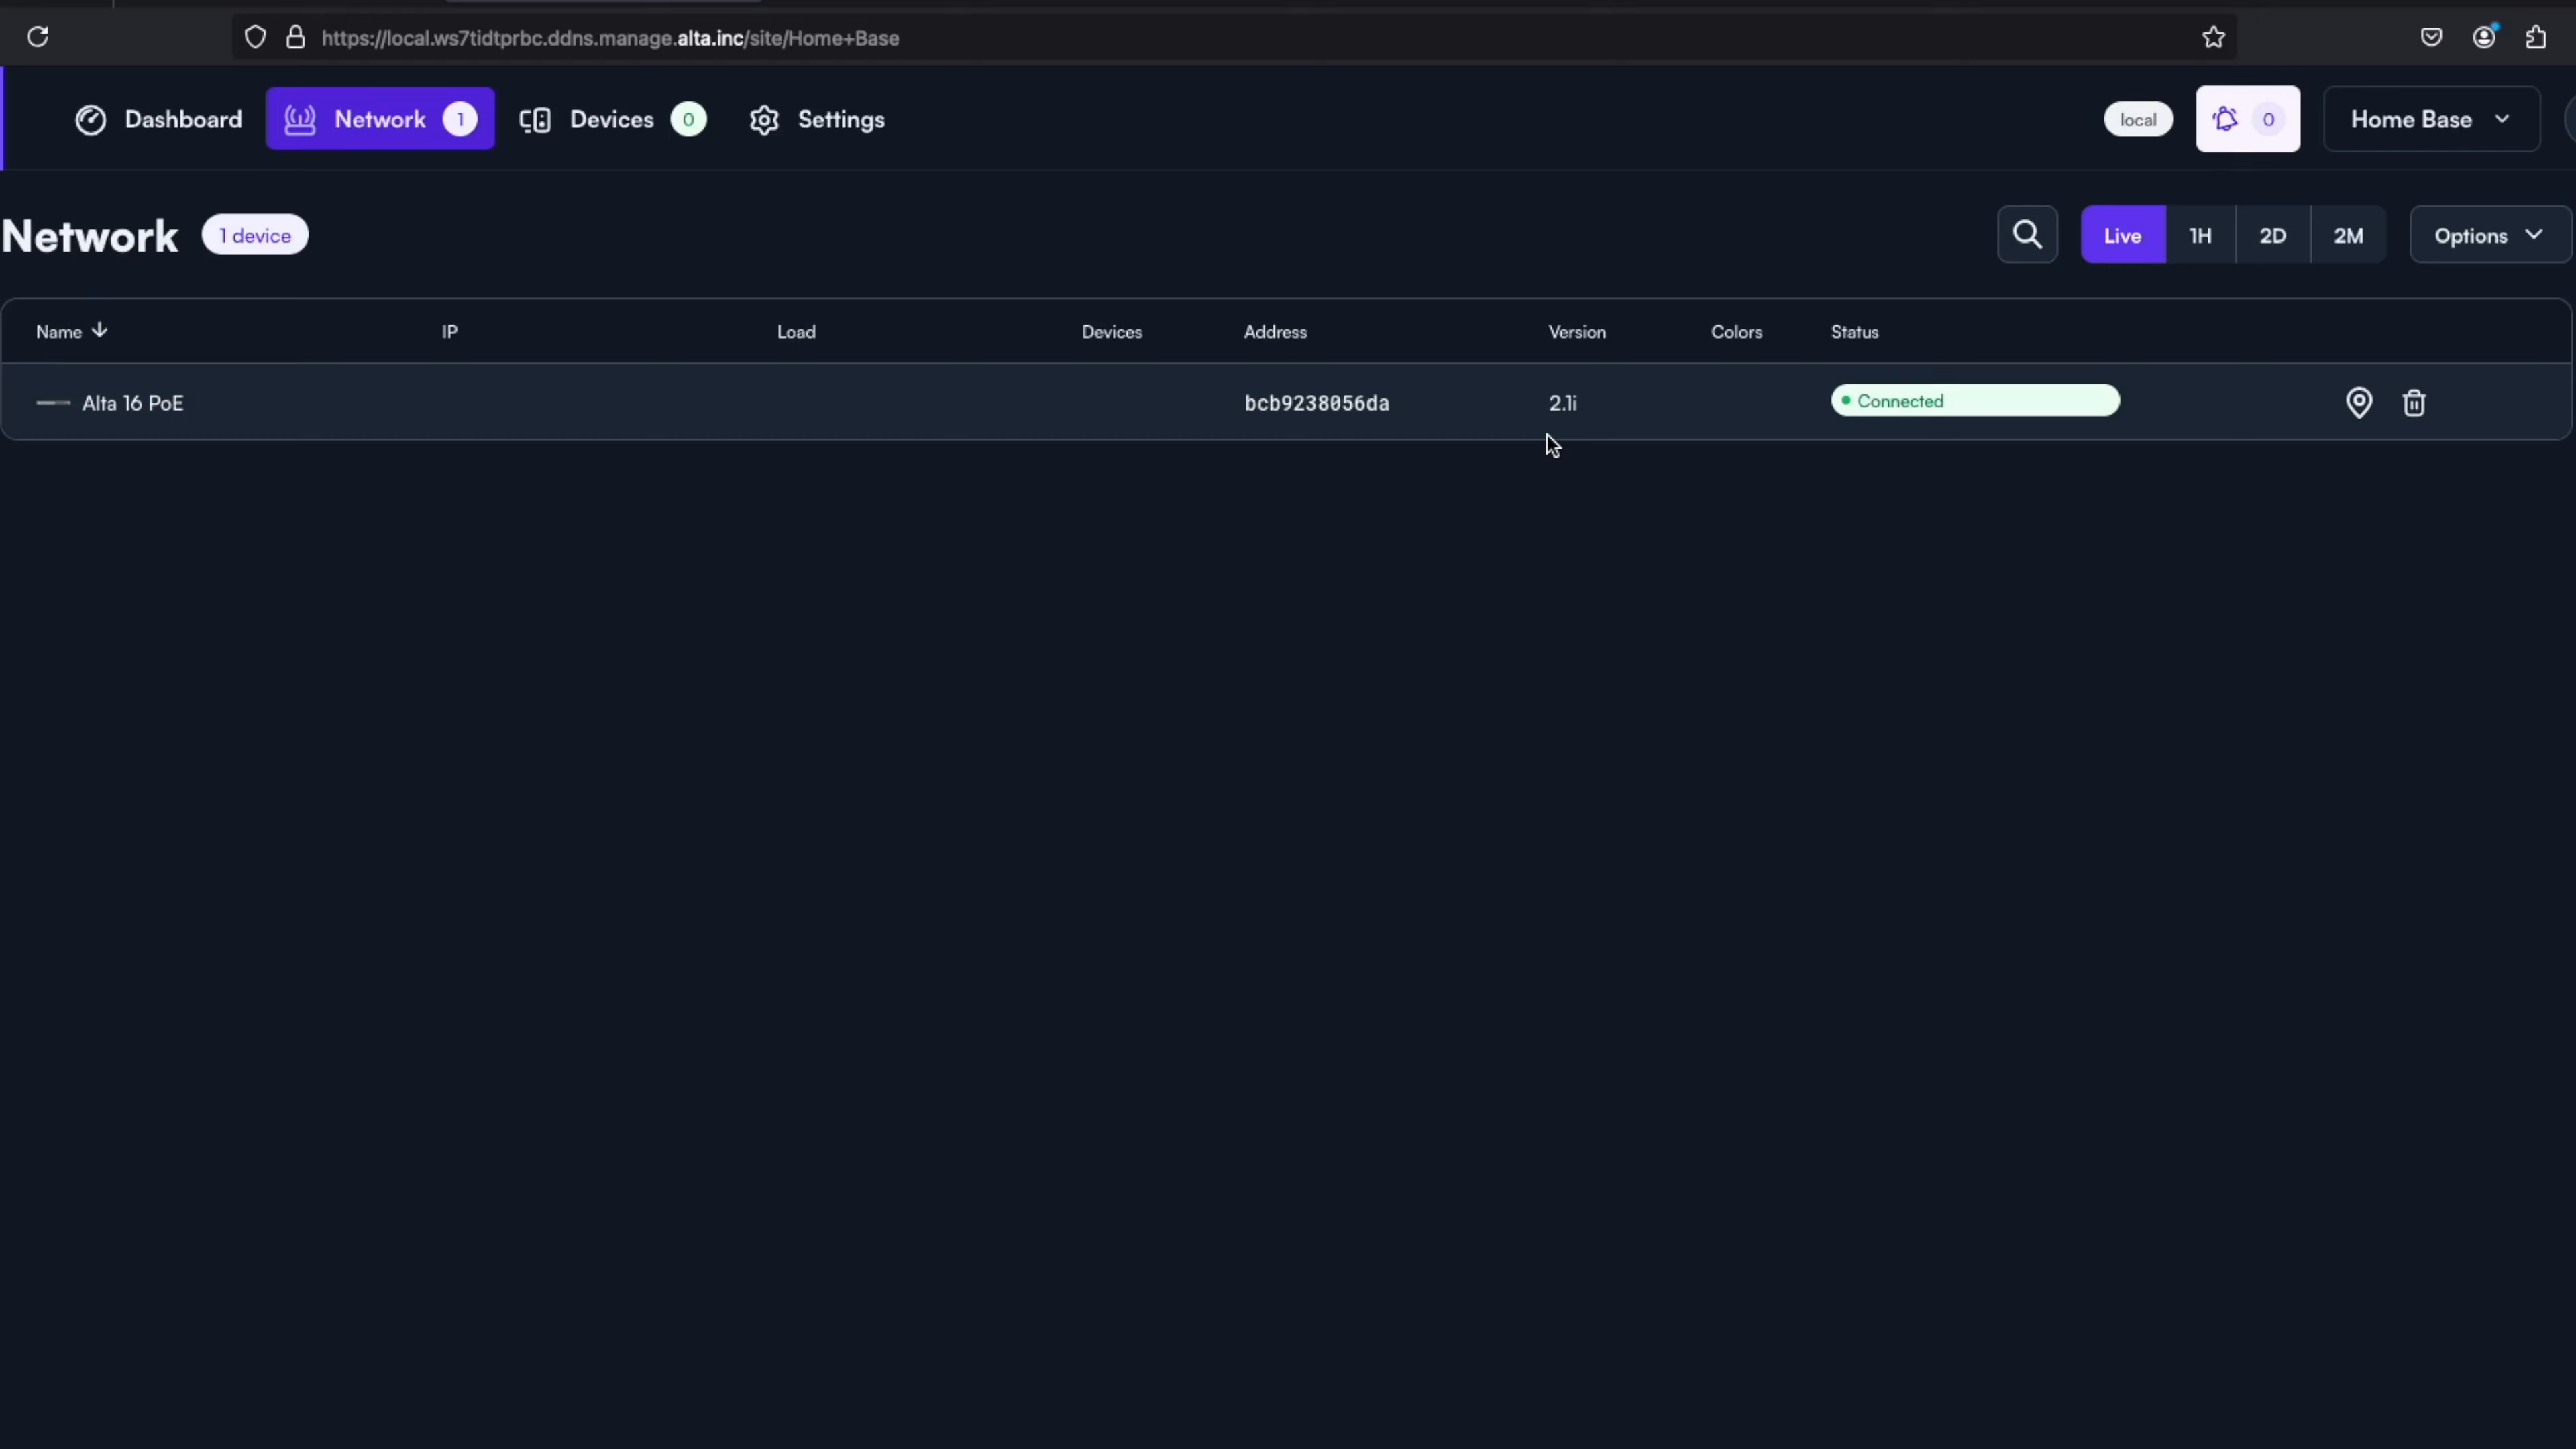 https://local.ws7tidtprbc.ddns.manage.alta.inc/site/Home+Base
Dashboard Network 1 Devices 0 Settings local 0 Home Base
Network 1 device Live 1H 2D 2M Options
Name IP Load Devices Address Version Colors Status
Alta 16 PoE bcb9238056da 2.1i Connected